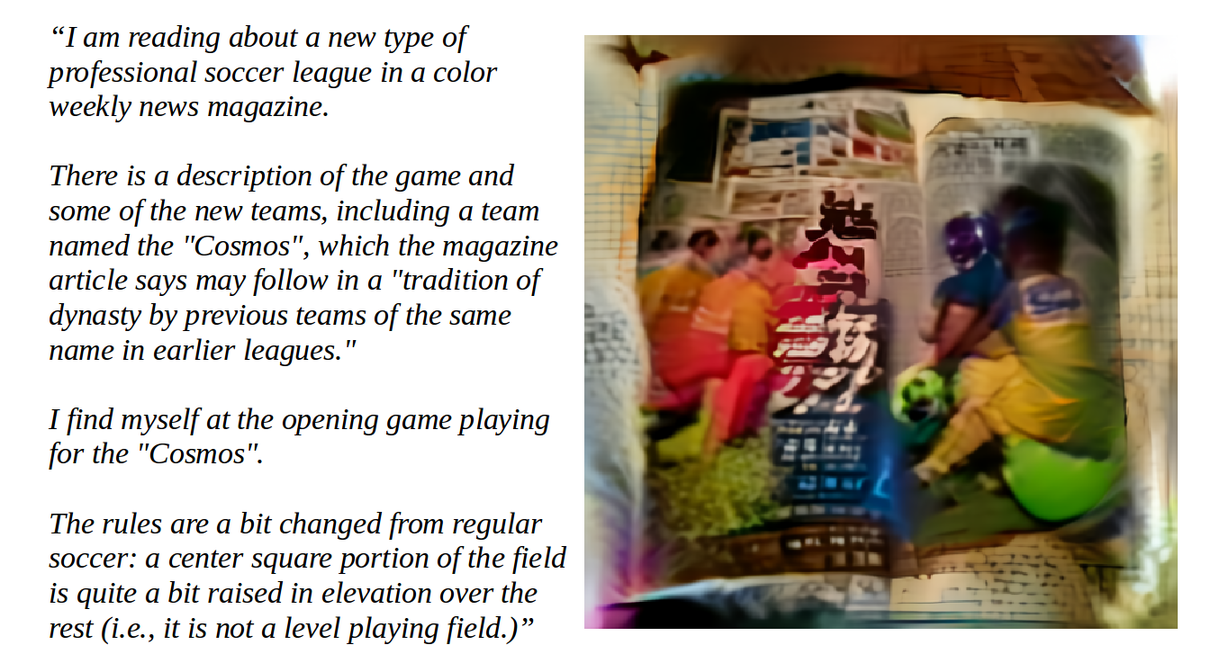 “I am reading about a new type of
professional soccer league in a color
weekly news magazine.
There is a description of the game and
some of the new teams, including a team
named the "Cosmos", which the magazine
article says may follow in a "tradition of
dynasty by previous teams of the same
name in earlier leagues."
I find myself at the opening game playing
for the "Cosmos".
The rules are a bit changed from regular
soccer: a center square portion of the field
is quite a bit raised in elevation over the
rest (i.e., it is not a level playing field.)”